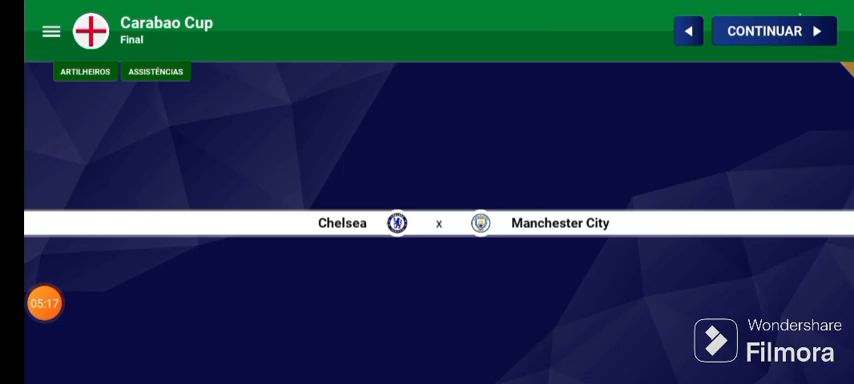 Carabao Cup
Final
CONTINUAR
ARTILHEIROS ASSISTÊNCIAS
Chelsea x Manchester City
05:17
Wondershare
Filmora